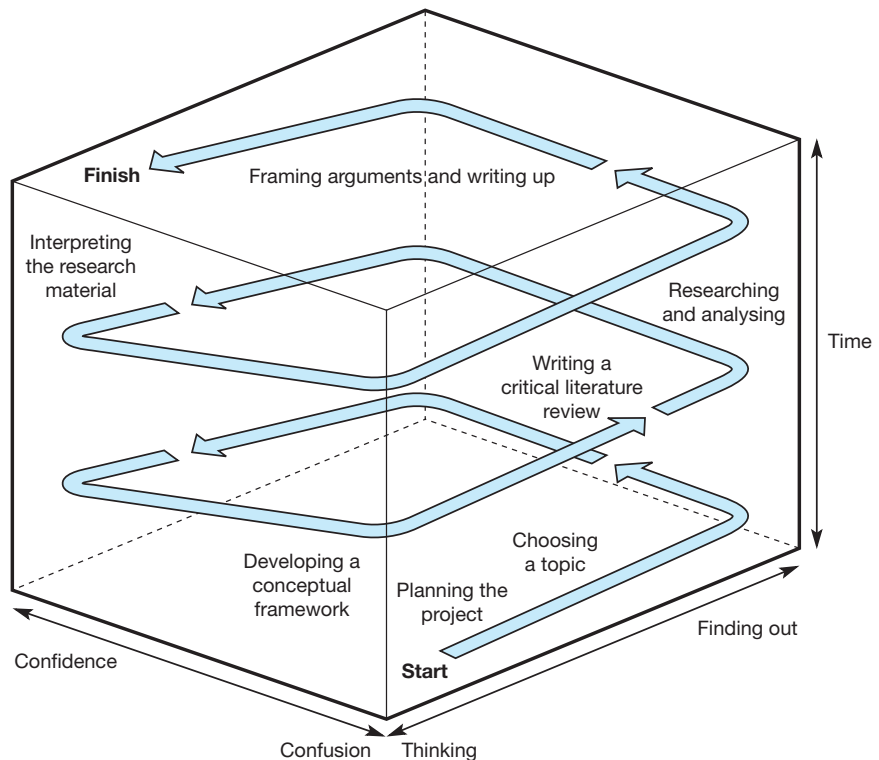 Finish
Framing arguments and writing up
Interpreting
the research
material
Researching
and analysing
Time
Writing a
critical literature
review
Choosing
a topic
Developing a
conceptual
framework
Planning the
project
Start
Finding out
Confidence
Confusion
Thinking